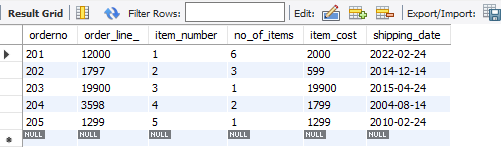 Result Grid Filter Rows: Edit: Export/Import:
orderno order_line_ item_number no_of_items item_cost shipping_date
201 12000 1 6 2000 2022-02-24
202 1797 2 3 599 2014-12-14
203 19900 3 1 19900 2015-04-24
204 3598 4 2 1799 2004-08-14
205 1299 5 1 1299 2010-02-24
NULL NULL NULL NULL NULL NULL